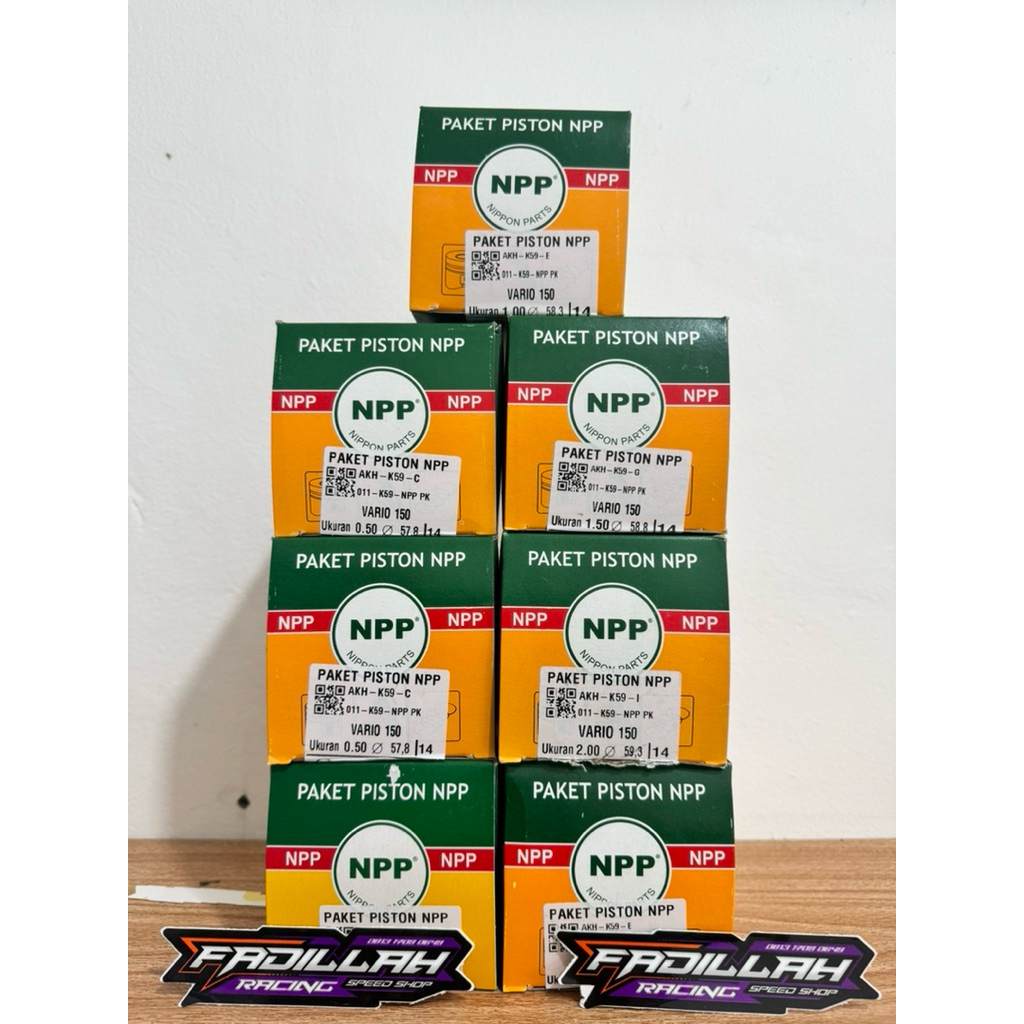 PAKET PISTON NPP
NPP
NPP
NPP
NIPPON PARTS
PAKET PISTON NPP
AKH-K59-E
011-K59-NPP PK
VARIO 150
Ukuran 1.00 Ø 58.3 |14
PAKET PISTON NPP
NPP
NPP
NPP
NIPPON PARTS
PAKET PISTON NPP
AKH-K59-C
011-K59-NPP PK
VARIO 150
Ukuran 0.50 Ø 57.8 |14
PAKET PISTON NPP
NPP
NPP
NPP
NIPPON PARTS
PAKET PISTON NPP
AKH-K59-G
011-K59-NPP PK
VARIO 150
Ukuran 1.50 Ø 58.8 |14
PAKET PISTON NPP
NPP
NPP
NPP
NIPPON PARTS
PAKET PISTON NPP
AKH-K59-C
011-K59-NPP PK
VARIO 150
Ukuran 0.50 Ø 57,8 |14
PAKET PISTON NPP
NPP
NPP
NPP
NIPPON PARTS
PAKET PISTON NPP
AKH-K59-I
011-K59-NPP PK
VARIO 150
Ukuran 2.00 Ø 59,3 |14
PAKET PISTON NPP
NPP
NPP
NPP
NIPPON PARTS
PAKET PISTON NPP
PAKET PISTON NPP
NPP
NPP
NPP
NIPPON PARTS
PAKET PISTON NPP
AKH-K59-E
FADILLAH
RACING SPEED SHOP
FADILLAH
RACING SPEED SHOP